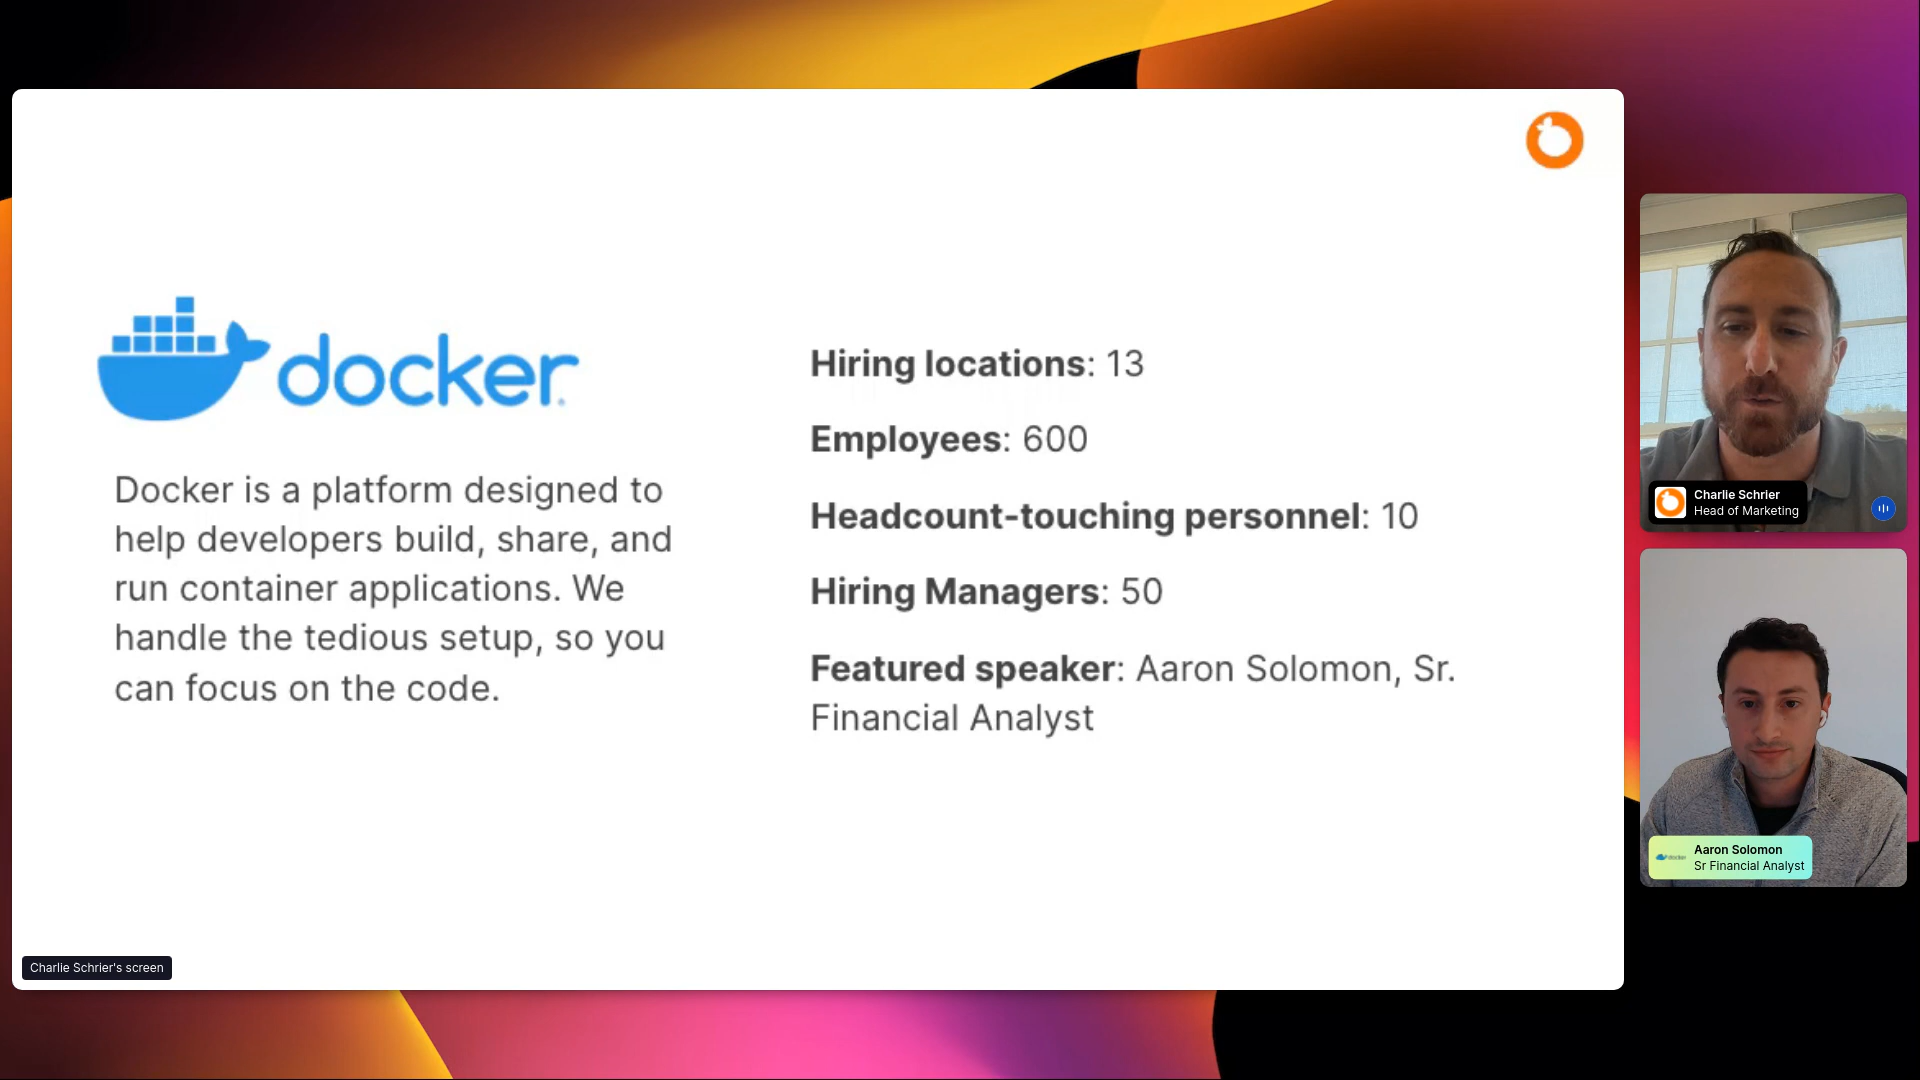 docker
Docker is a platform designed to
help developers build, share, and
run container applications. We
handle the tedious setup, so you
can focus on the code.
Hiring locations: 13
Employees: 600
Headcount-touching personnel: 10
Hiring Managers: 50
Featured speaker: Aaron Solomon, Sr.
Financial Analyst
Charlie Schrier's screen
Charlie Schrier
Head of Marketing
docker
Aaron Solomon
Sr Financial Analyst